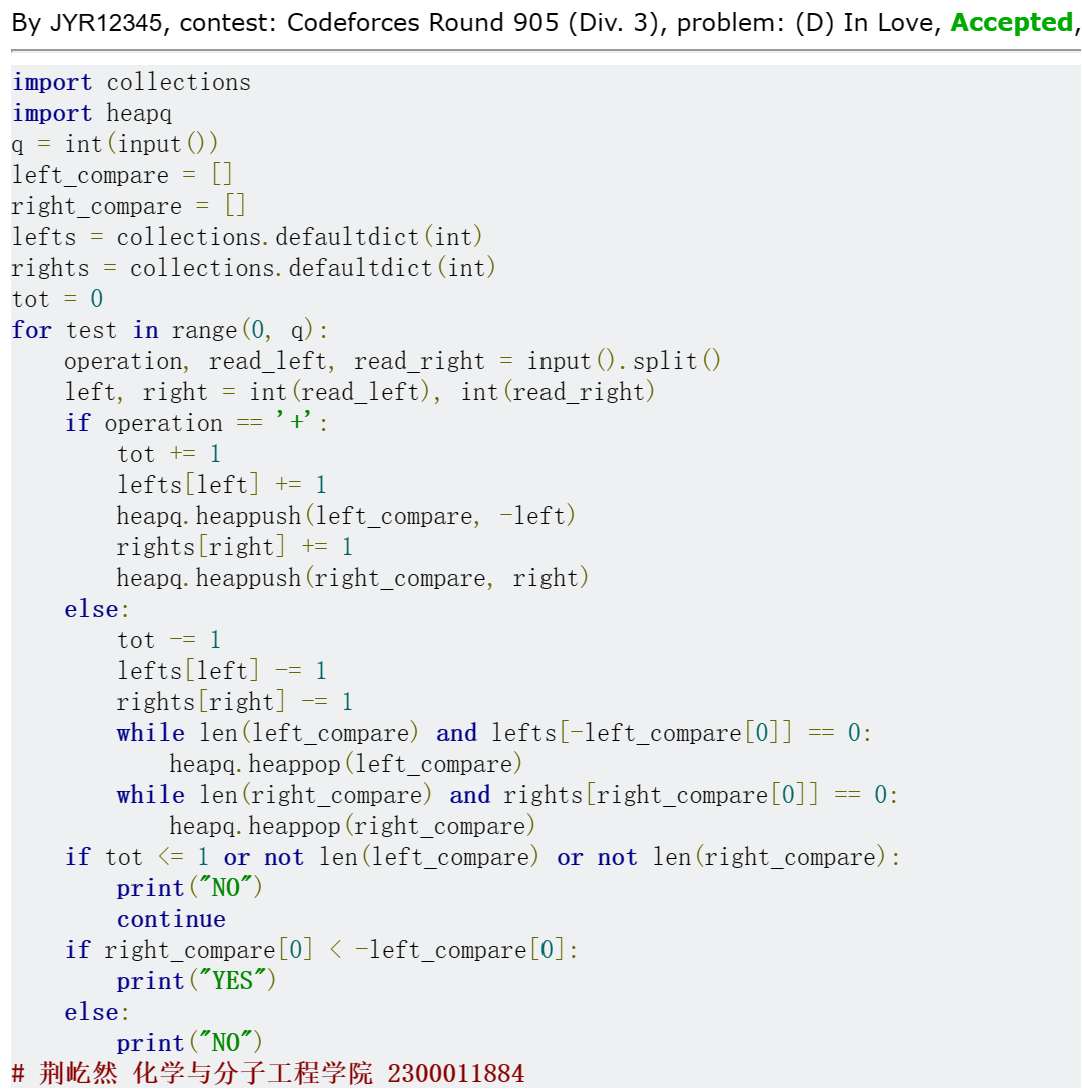 By JYR12345, contest: Codeforces Round 905 (Div. 3), problem: (D) In Love, Accepted,
import collections
import heapq
q = int(input())
left_compare = []
right_compare = []
lefts = collections.defaultdict(int)
rights = collections.defaultdict(int)
tot = 0
for test in range(0, q):
    operation, read_left, read_right = input().split()
    left, right = int(read_left), int(read_right)
    if operation == '+':
        tot += 1
        lefts[left] += 1
        heapq.heappush(left_compare, -left)
        rights[right] += 1
        heapq.heappush(right_compare, right)
    else:
        tot -= 1
        lefts[left] -= 1
        rights[right] -= 1
        while len(left_compare) and lefts[-left_compare[0]] == 0:
            heapq.heappop(left_compare)
        while len(right_compare) and rights[right_compare[0]] == 0:
            heapq.heappop(right_compare)
    if tot <= 1 or not len(left_compare) or not len(right_compare):
        print("NO")
        continue
    if right_compare[0] < -left_compare[0]:
        print("YES")
    else:
        print("NO")
# 荆屹然 化学与分子工程学院 2300011884